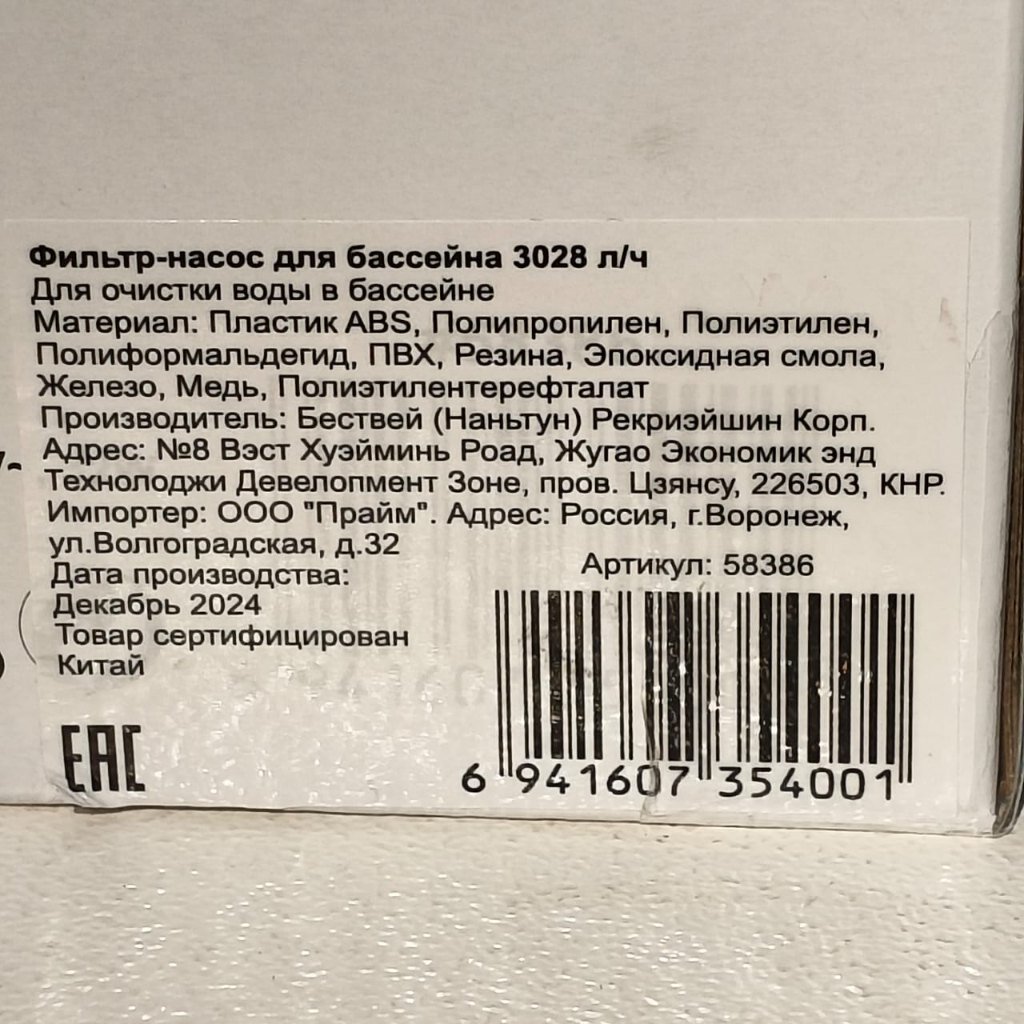 Фильтр-насос для бассейна 3028 л/ч
Для очистки воды в бассейне
Материал: Пластик ABS, Полипропилен, Полиэтилен,
Полиформальдегид, ПВХ, Резина, Эпоксидная смола,
Железо, Медь, Полиэтилентерефталат
Производитель: Бествей (Наньтун) Рекриэйшин Корп.
Адрес: №8 Вэст Хуэйминь Роад, Жугао Экономик энд
Технолоджи Девелопмент Зоне, пров. Цзянсу, 226503, КНР.
Импортер: ООО "Прайм". Адрес: Россия, г.Воронеж,
ул.Волгоградская, д.32
Артикул: 58386
Дата производства:
Декабрь 2024
Товар сертифицирован
Китай
EAC
6 941607 354001